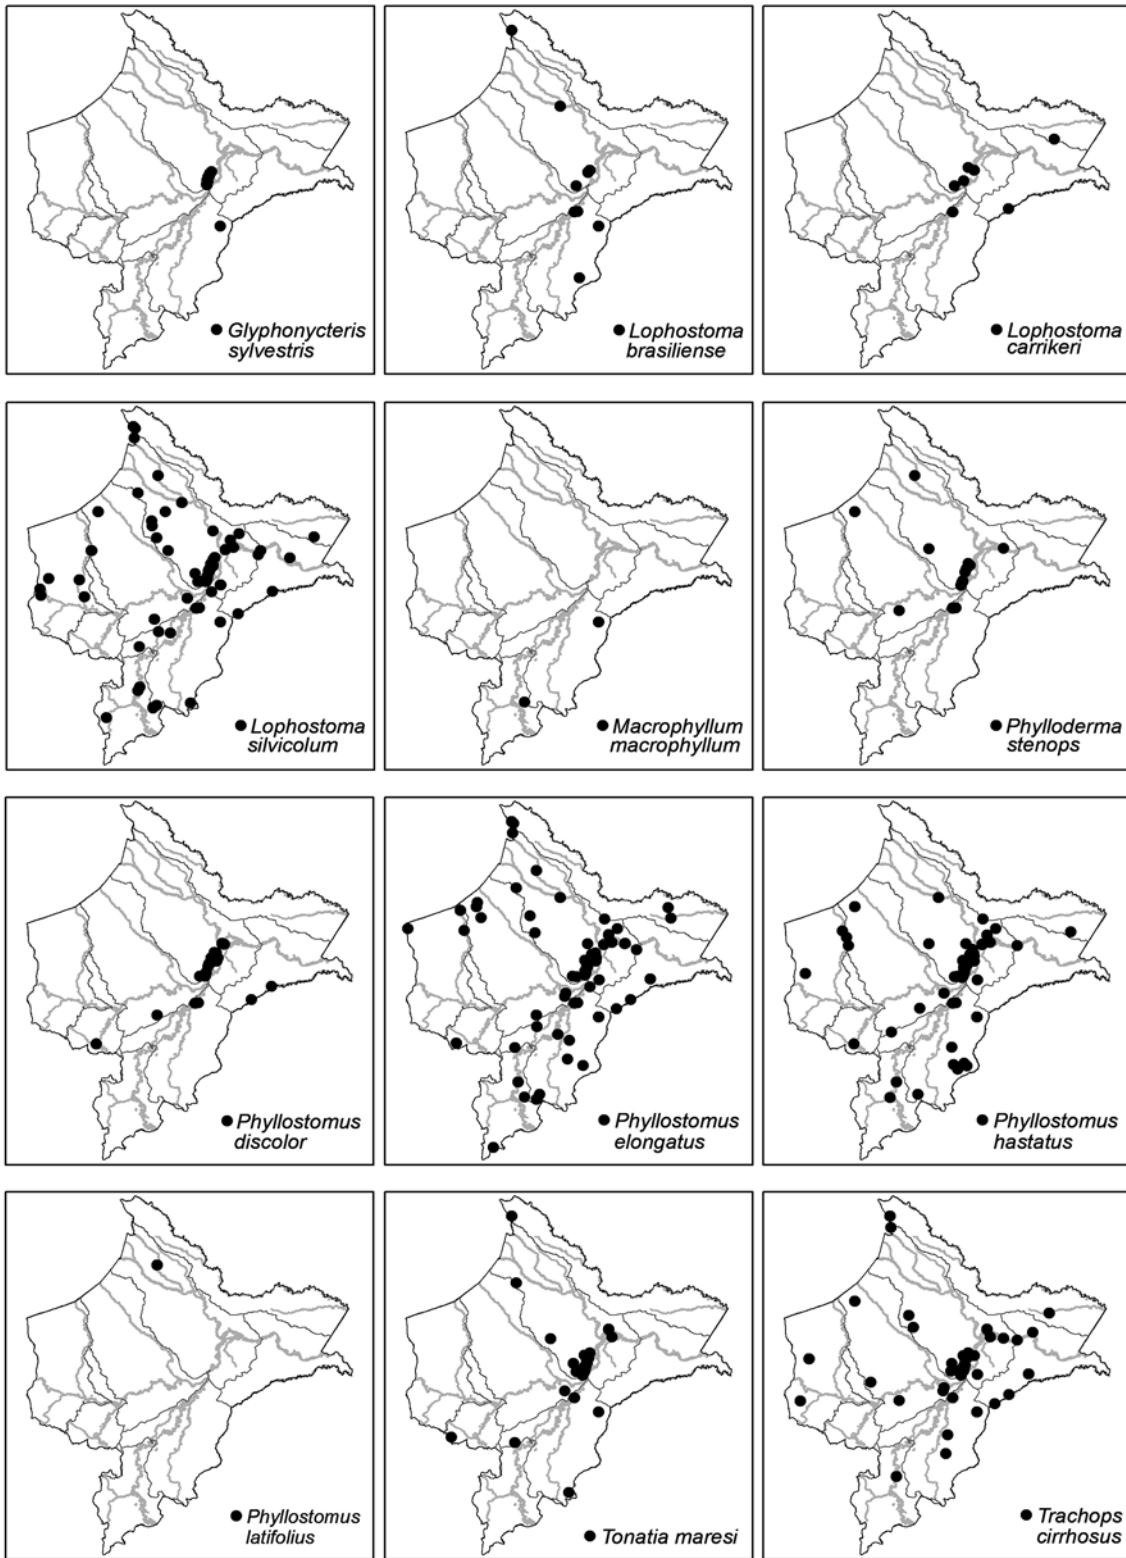 Glyphonycteris
sylvestris
Lophostoma
brasiliense
Lophostoma
carrikeri
Lophostoma
silvicolum
Macrophyllum
macrophyllum
Phylloderma
stenops
Phyllostomus
discolor
Phyllostomus
elongatus
Phyllostomus
hastatus
Phyllostomus
latifolius
Tonatia maresi
Trachops
cirrhosus